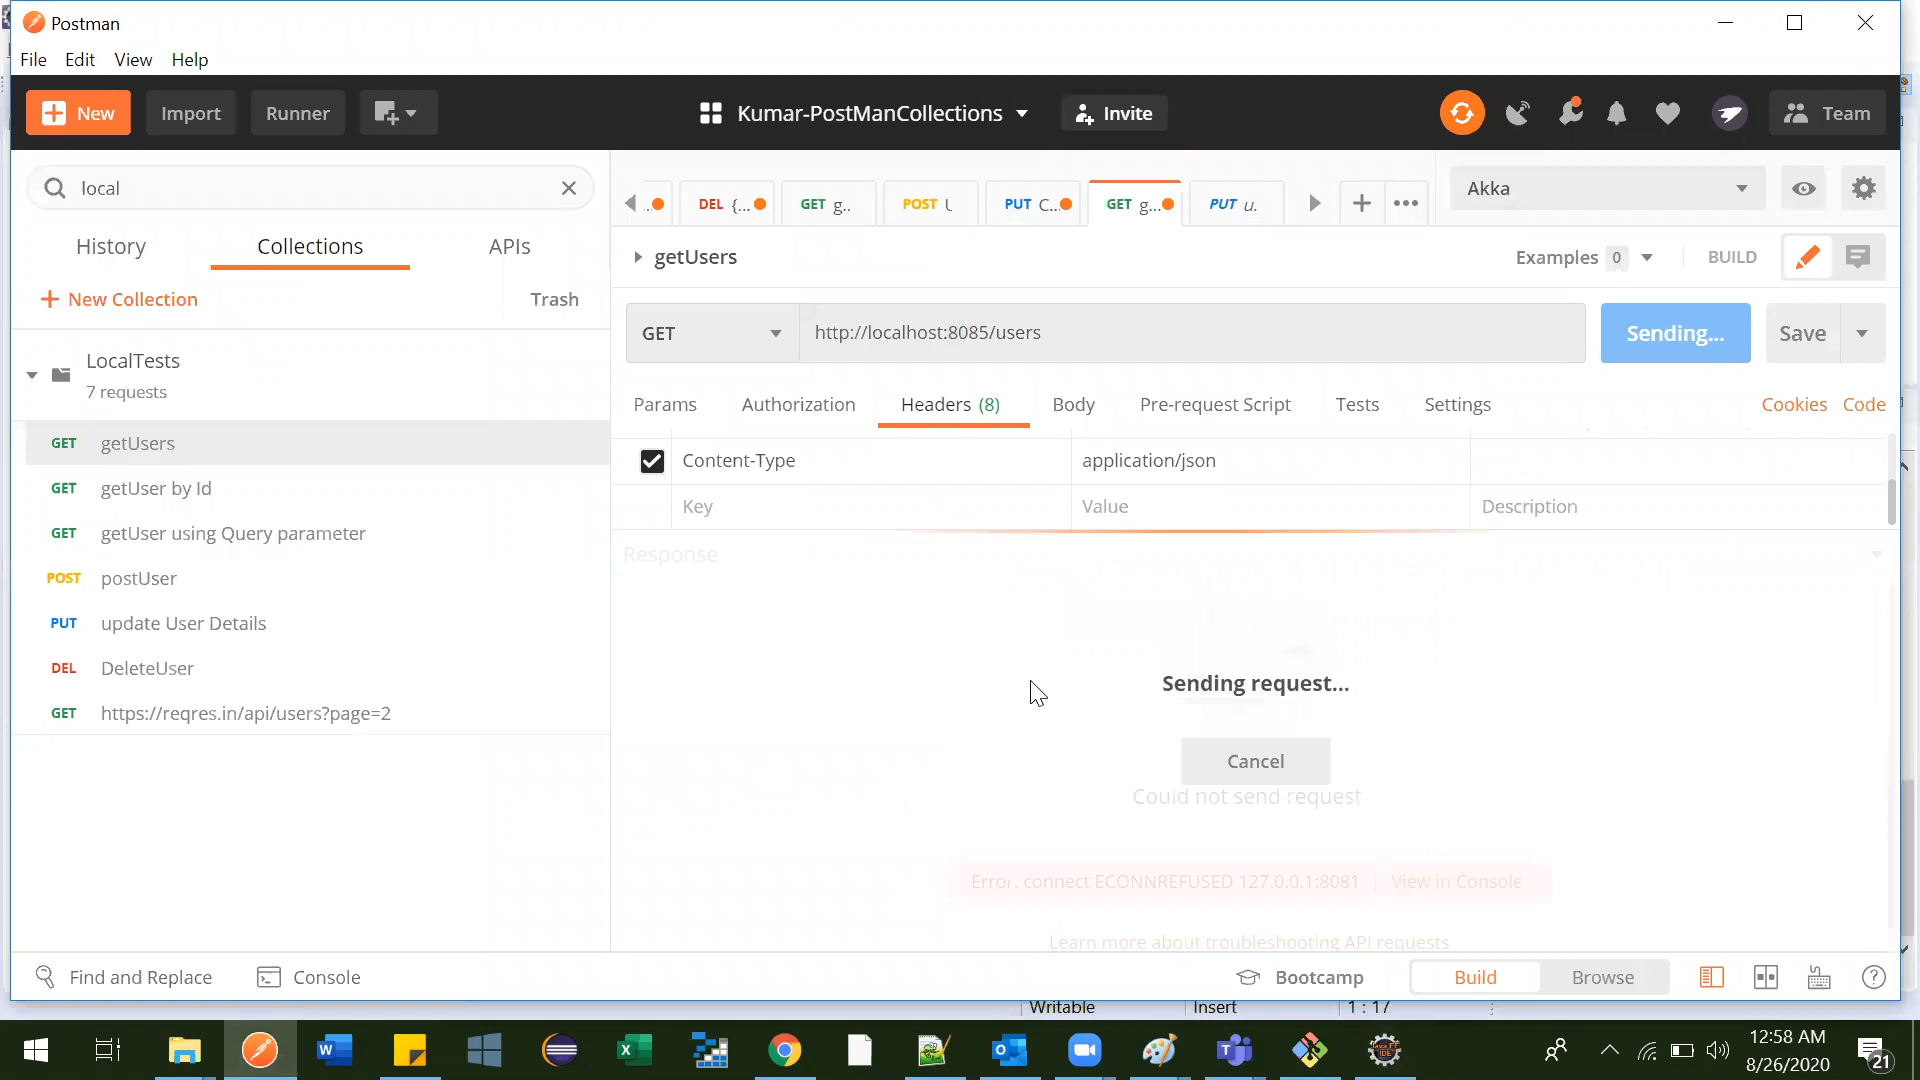 Postman
File Edit View Help
New Import Runner Kumar-PostManCollections Invite Team
local
History Collections APIs
New Collection Trash
LocalTests
7 requests
GET getUsers
GET getUser by Id
GET getUser using Query parameter
POST postUser
PUT update User Details
DEL DeleteUser
GET https://reqres.in/api/users?page=2
... DEL {... GET g.. POST PUT C... GET g... PUT u. Akka
getUsers Examples 0 BUILD
GET http://localhost:8085/users Sending... Save
Params Authorization Headers (8) Body Pre-request Script Tests Settings Cookies Code
Content-Type application/json
Key Value Description
Response
Sending request...
Cancel
Could not send request
Error: connect ECONNREFUSED 127.0.0.1:8081 View in Console
Learn more about troubleshooting API requests
Find and Replace Console Bootcamp Build Browse
Writable Insert 1 : 17
12:58 AM
8/26/2020
21